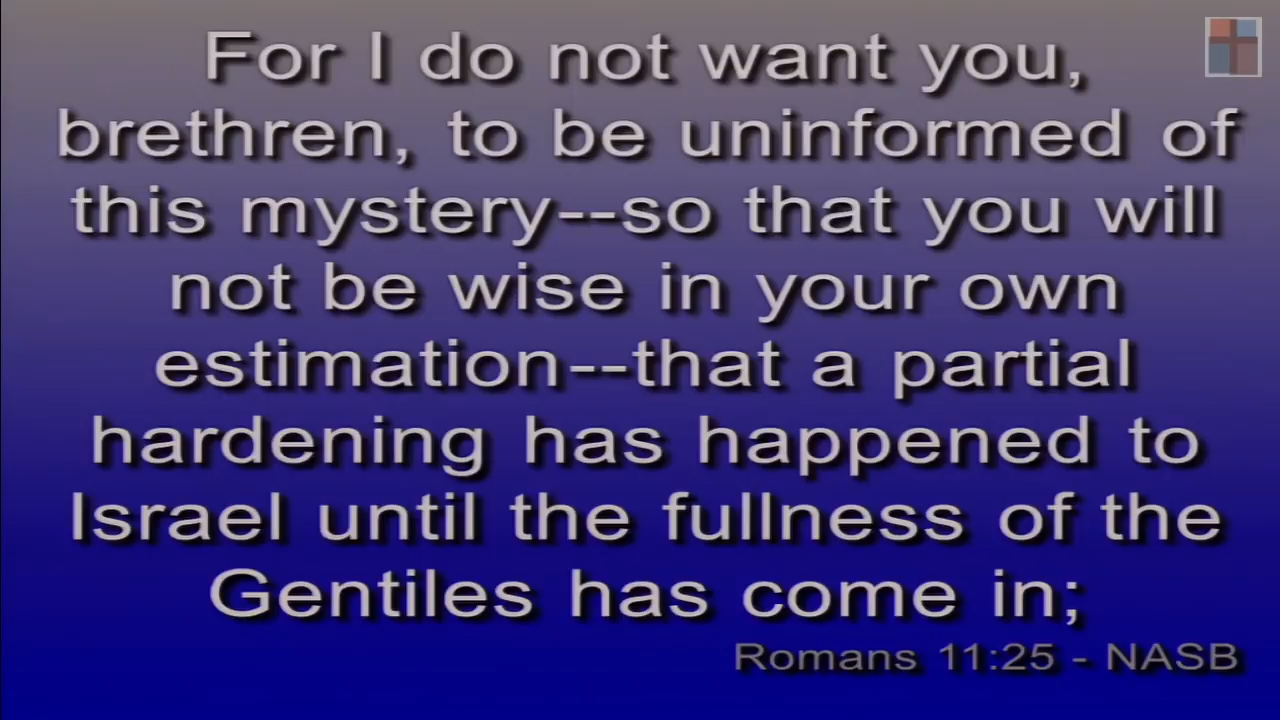 For I do not want you,
brethren, to be uninformed of
this mystery--so that you will
not be wise in your own
estimation--that a partial
hardening has happened to
Israel until the fullness of the
Gentiles has come in;
Romans 11:25 - NASB